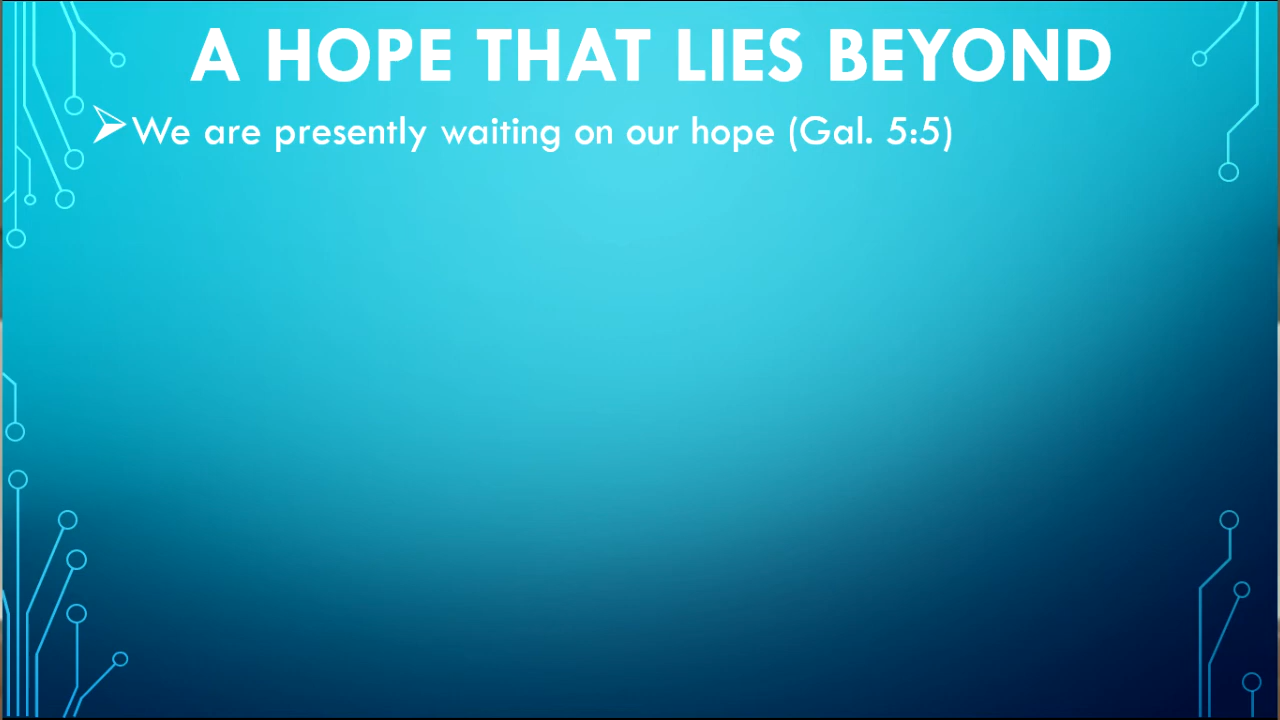 A HOPE THAT LIES BEYOND
We are presently waiting on our hope (Gal. 5:5)